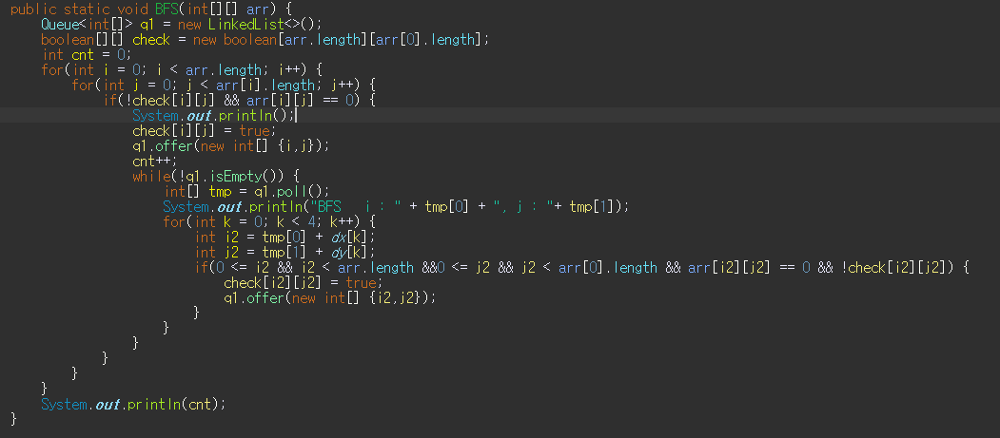 public static void BFS(int[][] arr) {
Queue<int[]> q1 = new LinkedList<>();
boolean[][] check = new boolean[arr.length][arr[0].length];
int cnt = 0;
for(int i = 0; i < arr.length; i++) {
for(int j = 0; j < arr[i].length; j++) {
if(!check[i][j] && arr[i][j] == 0) {
System.out.println();
check[i][j] = true;
q1.offer(new int[] {i,j});
cnt++;
while(!q1.isEmpty()) {
int[] tmp = q1.poll();
System.out.println("BFS   i : " + tmp[0] + ", j : "+ tmp[1]);
for(int k = 0; k < 4; k++) {
int i2 = tmp[0] + dx[k];
int j2 = tmp[1] + dy[k];
if(0 <= i2 && i2 < arr.length &&0 <= j2 && j2 < arr[0].length && arr[i2][j2] == 0 && !check[i2][j2]) {
check[i2][j2] = true;
q1.offer(new int[] {i2,j2});
}
}
}
}
}
}
System.out.println(cnt);
}